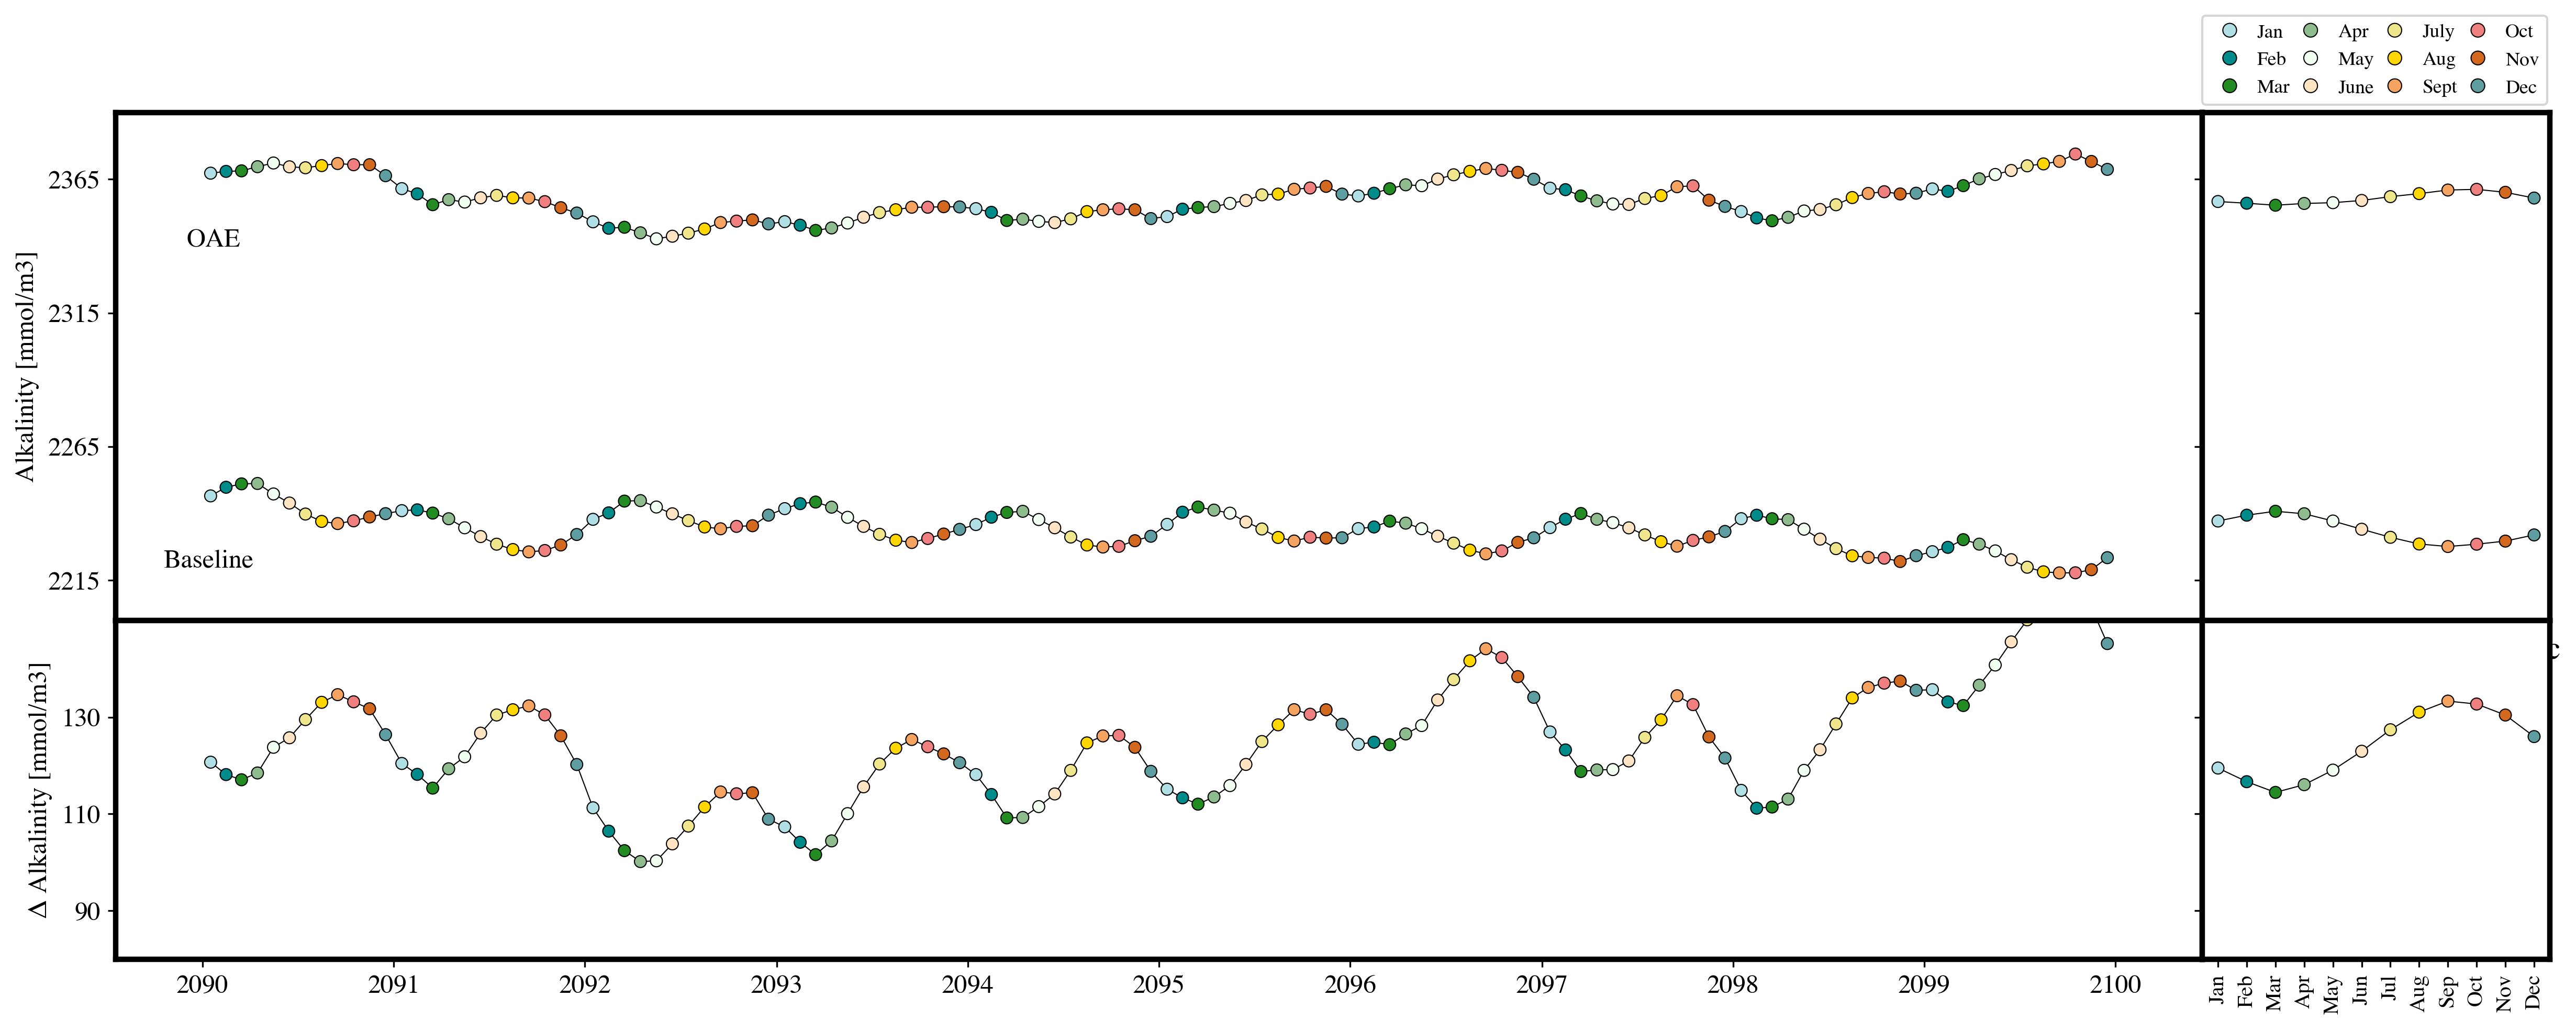 Jan Apr July Oct
Feb May Aug Nov
Mar June Sept Dec
Alkalinity [mmol/m3]
2365
2315
2265
2215
OAE
Baseline
Δ Alkalinity [mmol/m3]
130
110
90
c
2090 2091 2092 2093 2094 2095 2096 2097 2098 2099 2100
Jan Feb Mar Apr May Jun Jul Aug Sep Oct Nov Dec